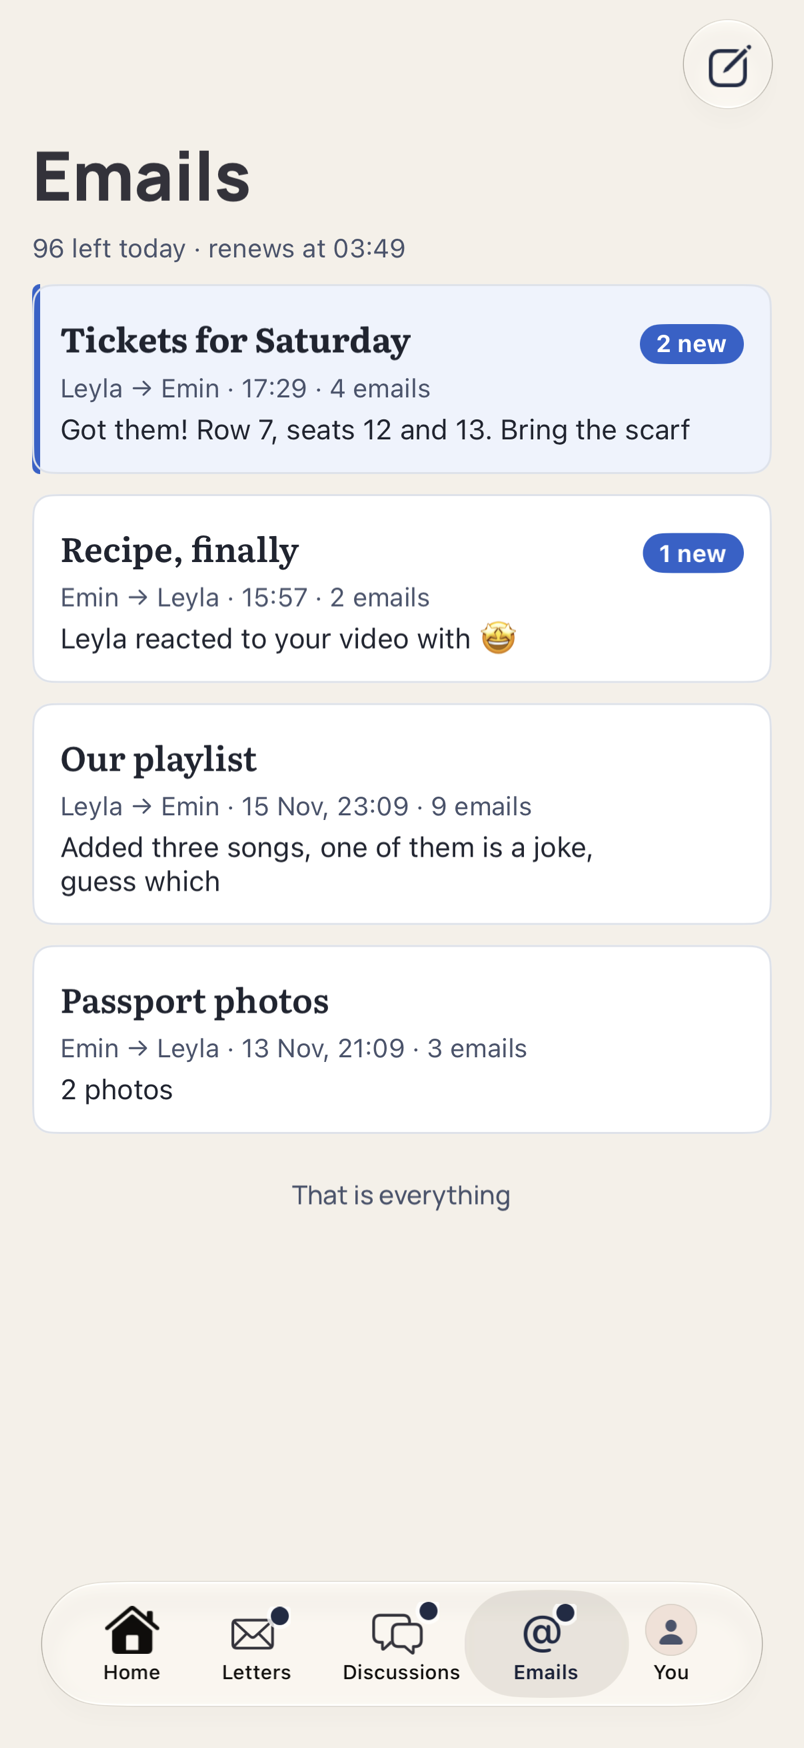 Emails
96 left today · renews at 03:49
Tickets for Saturday
2 new
Leyla → Emin · 17:29 · 4 emails
Got them! Row 7, seats 12 and 13. Bring the scarf
Recipe, finally
1 new
Emin → Leyla · 15:57 · 2 emails
Leyla reacted to your video with 🤩
Our playlist
Leyla → Emin · 15 Nov, 23:09 · 9 emails
Added three songs, one of them is a joke,
guess which
Passport photos
Emin → Leyla · 13 Nov, 21:09 · 3 emails
2 photos
That is everything
Home
Letters
Discussions
@
Emails
You